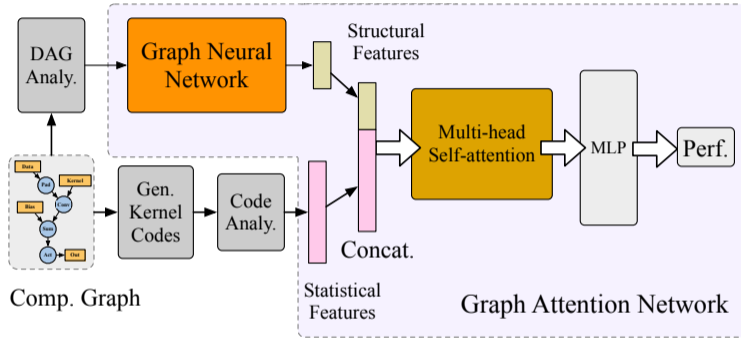 DAG
Analy.
Graph Neural
Network
Structural
Features
Multi-head
Self-attention
MLP
Perf.
Data
Pad
Kernel
Conv
Bias
Sum
Act
Out
Gen.
Kernel
Codes
Code
Analy.
Concat.
Comp. Graph
Statistical
Features
Graph Attention Network